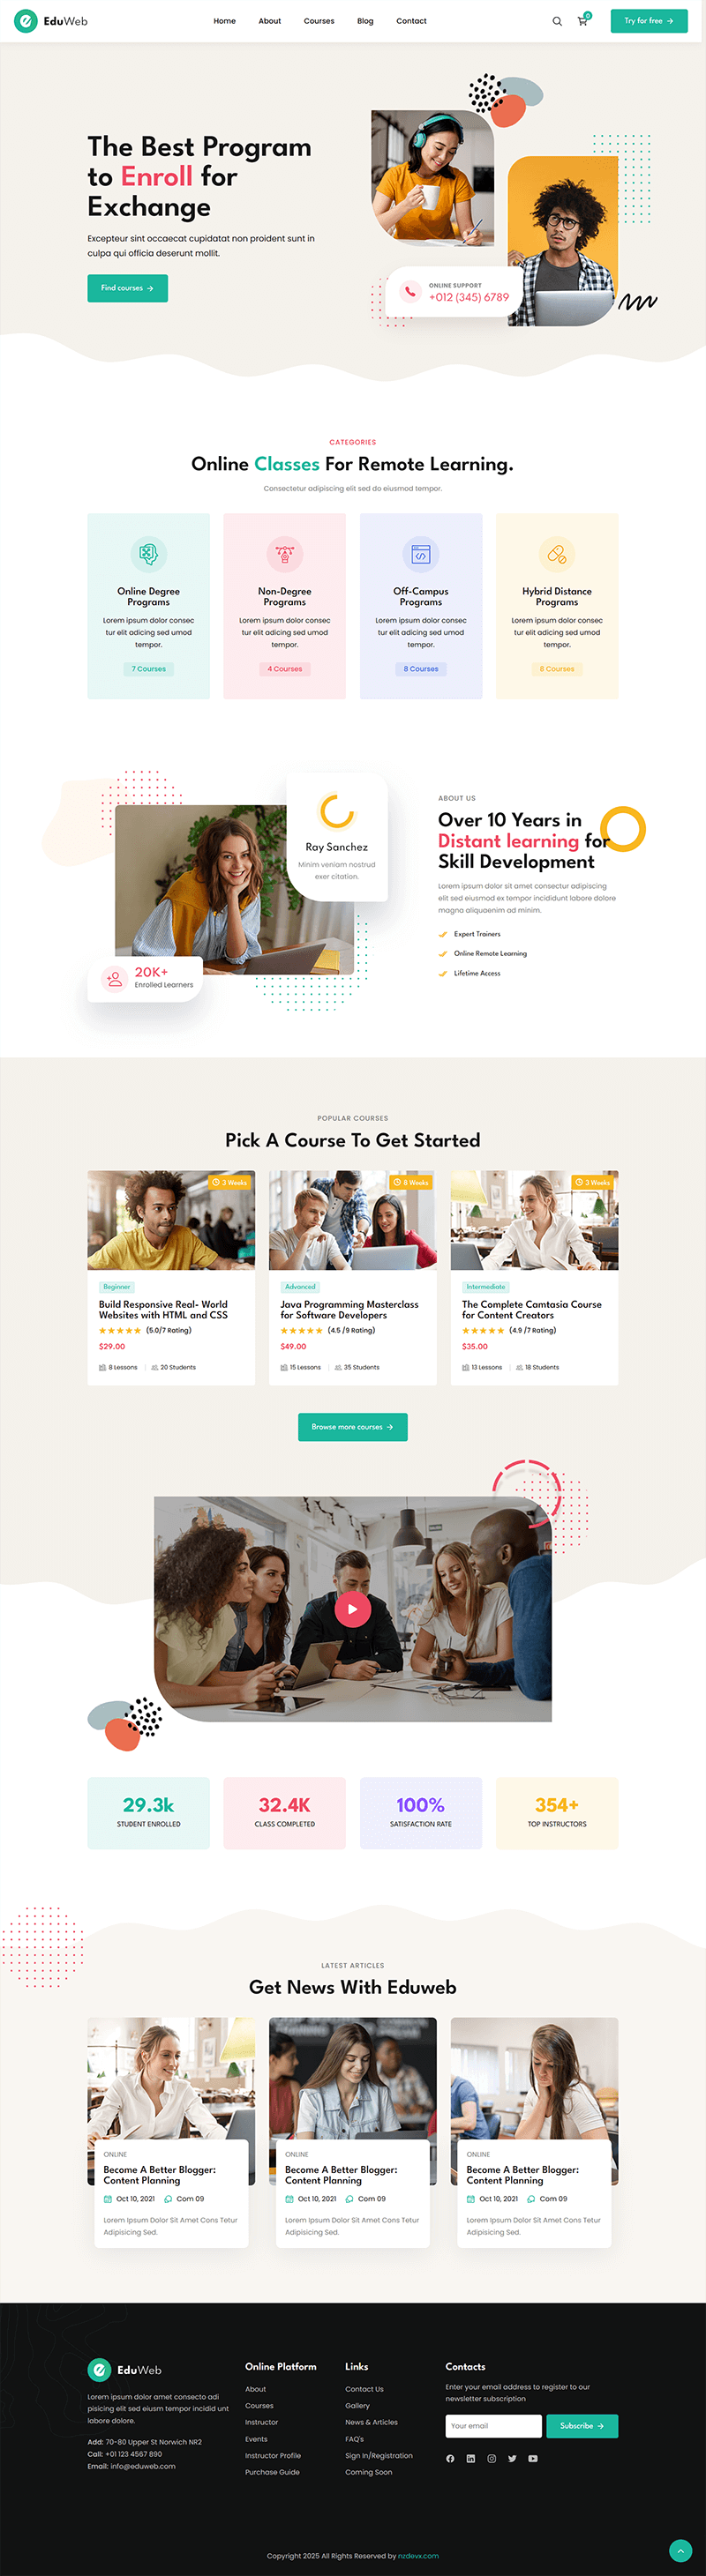 EduWeb
Home
About
Courses
Blog
Contact
0
Try for free
The Best Program
to Enroll for
Exchange
Excepteur sint occaecat cupidatat non proident sunt in
culpa qui officia deserunt mollit.
Find courses
ONLINE SUPPORT
+012 (345) 6789
CATEGORIES
Online Classes For Remote Learning.
Consectetur adipiscing elit sed do eiusmod tempor.
Online Degree
Programs
Lorem ipsum dolor consec
tur elit adicing sed umod
tempor.
7 Courses
Non-Degree
Programs
Lorem ipsum dolor consec
tur elit adicing sed umod
tempor.
4 Courses
Off-Campus
Programs
Lorem ipsum dolor consec
tur elit adicing sed umod
tempor.
8 Courses
Hybrid Distance
Programs
Lorem ipsum dolor consec
tur elit adicing sed umod
tempor.
8 Courses
Ray Sanchez
Minim veniam nostrud
exer citation.
20K+
Enrolled Learners
ABOUT US
Over 10 Years in
Distant learning for
Skill Development
Lorem ipsum dolor sit amet consectur adipiscing
elit sed eiusmod ex tempor incididunt labore dolore
magna aliquaenim ad minim.
Expert Trainers
Online Remote Learning
Lifetime Access
POPULAR COURSES
Pick A Course To Get Started
3 Weeks
Beginner
Build Responsive Real- World
Websites with HTML and CSS
(5.0/7 Rating)
$29.00
8 Lessons
20 Students
8 Weeks
Advanced
Java Programming Masterclass
for Software Developers
(4.5 /9 Rating)
$49.00
15 Lessons
35 Students
3 Weeks
Intermediate
The Complete Camtasia Course
for Content Creators
(4.9 /7 Rating)
$35.00
13 Lessons
18 Students
Browse more courses
29.3k
STUDENT ENROLLED
32.4K
CLASS COMPLETED
100%
SATISFACTION RATE
354+
TOP INSTRUCTORS
LATEST ARTICLES
Get News With Eduweb
ONLINE
Become A Better Blogger:
Content Planning
Oct 10, 2021
Com 09
Lorem Ipsum Dolor Sit Amet Cons Tetur
Adipisicing Sed.
ONLINE
Become A Better Blogger:
Content Planning
Oct 10, 2021
Com 09
Lorem Ipsum Dolor Sit Amet Cons Tetur
Adipisicing Sed.
ONLINE
Become A Better Blogger:
Content Planning
Oct 10, 2021
Com 09
Lorem Ipsum Dolor Sit Amet Cons Tetur
Adipisicing Sed.
EduWeb
Lorem ipsum dolor amet consecto adi
pisicing elit sed eiusm tempor incidid unt
labore dolore.
Add: 70-80 Upper St Norwich NR2
Call: +01 123 4567 890
Email: info@eduweb.com
Online Platform
About
Courses
Instructor
Events
Instructor Profile
Purchase Guide
Links
Contact Us
Gallery
News & Articles
FAQ's
Sign In/Registration
Coming Soon
Contacts
Enter your email address to register to our
newsletter subscription
Your email
Subscribe
Copyright 2025 All Rights Reserved by nzdevx.com